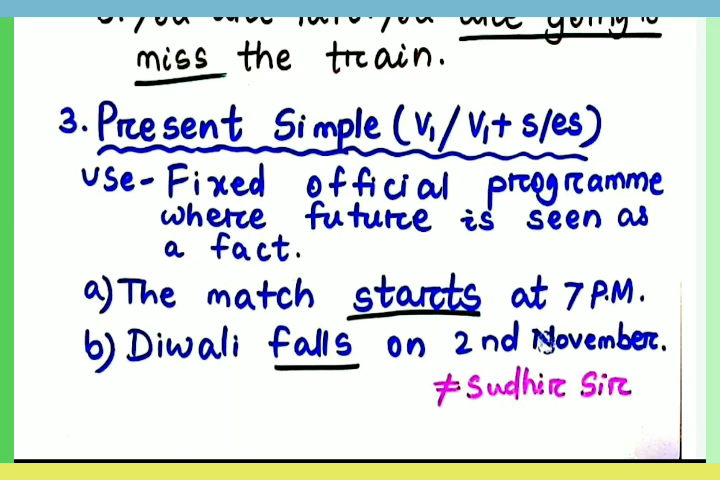 miss the train.
3. Present Simple (V₁/V₁+ s/es)
use- Fixed official programme
where future is seen as
a fact.
a) The match starts at 7 P.M.
b) Diwali falls on 2nd November.
≠ Sudhir Sir